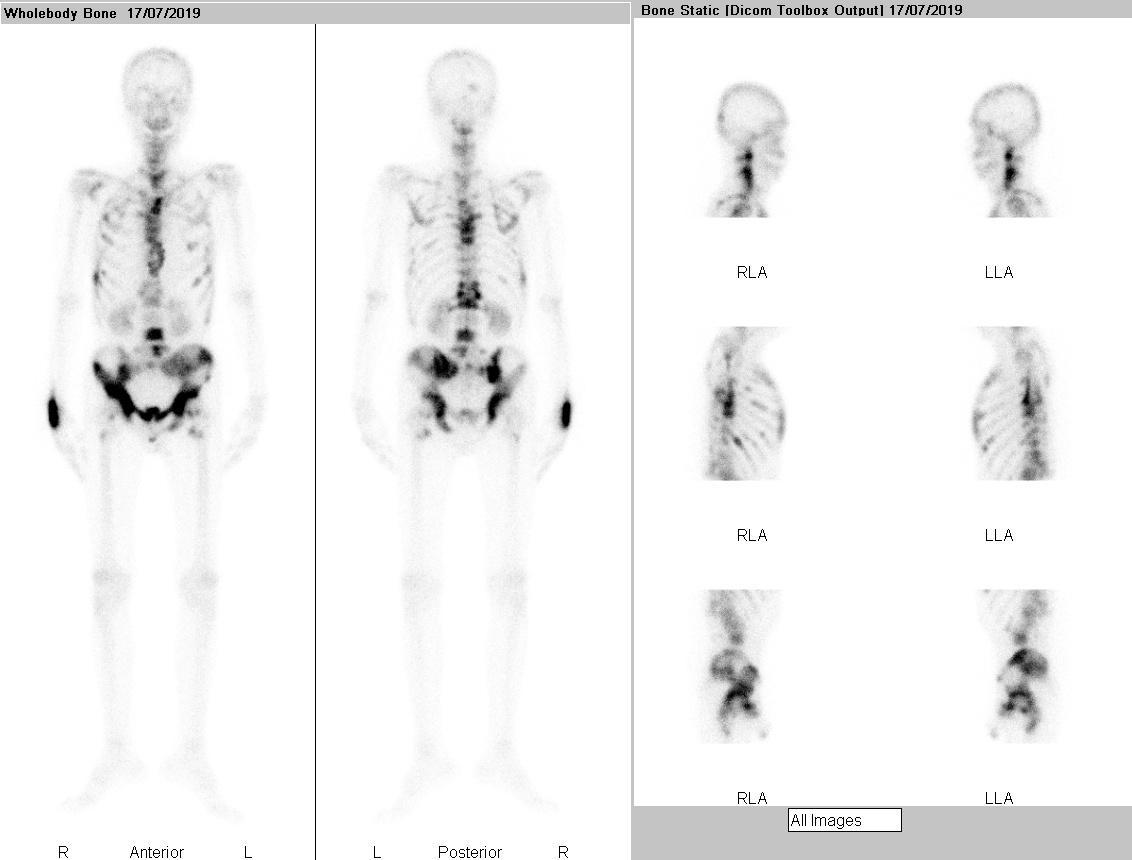 Wholebody Bone 17/07/2019
R
Anterior
L
L
Posterior
R
Bone Static [Dicom Toolbox Output] 17/07/2019
RLA
LLA
RLA
LLA
RLA
LLA
All Images